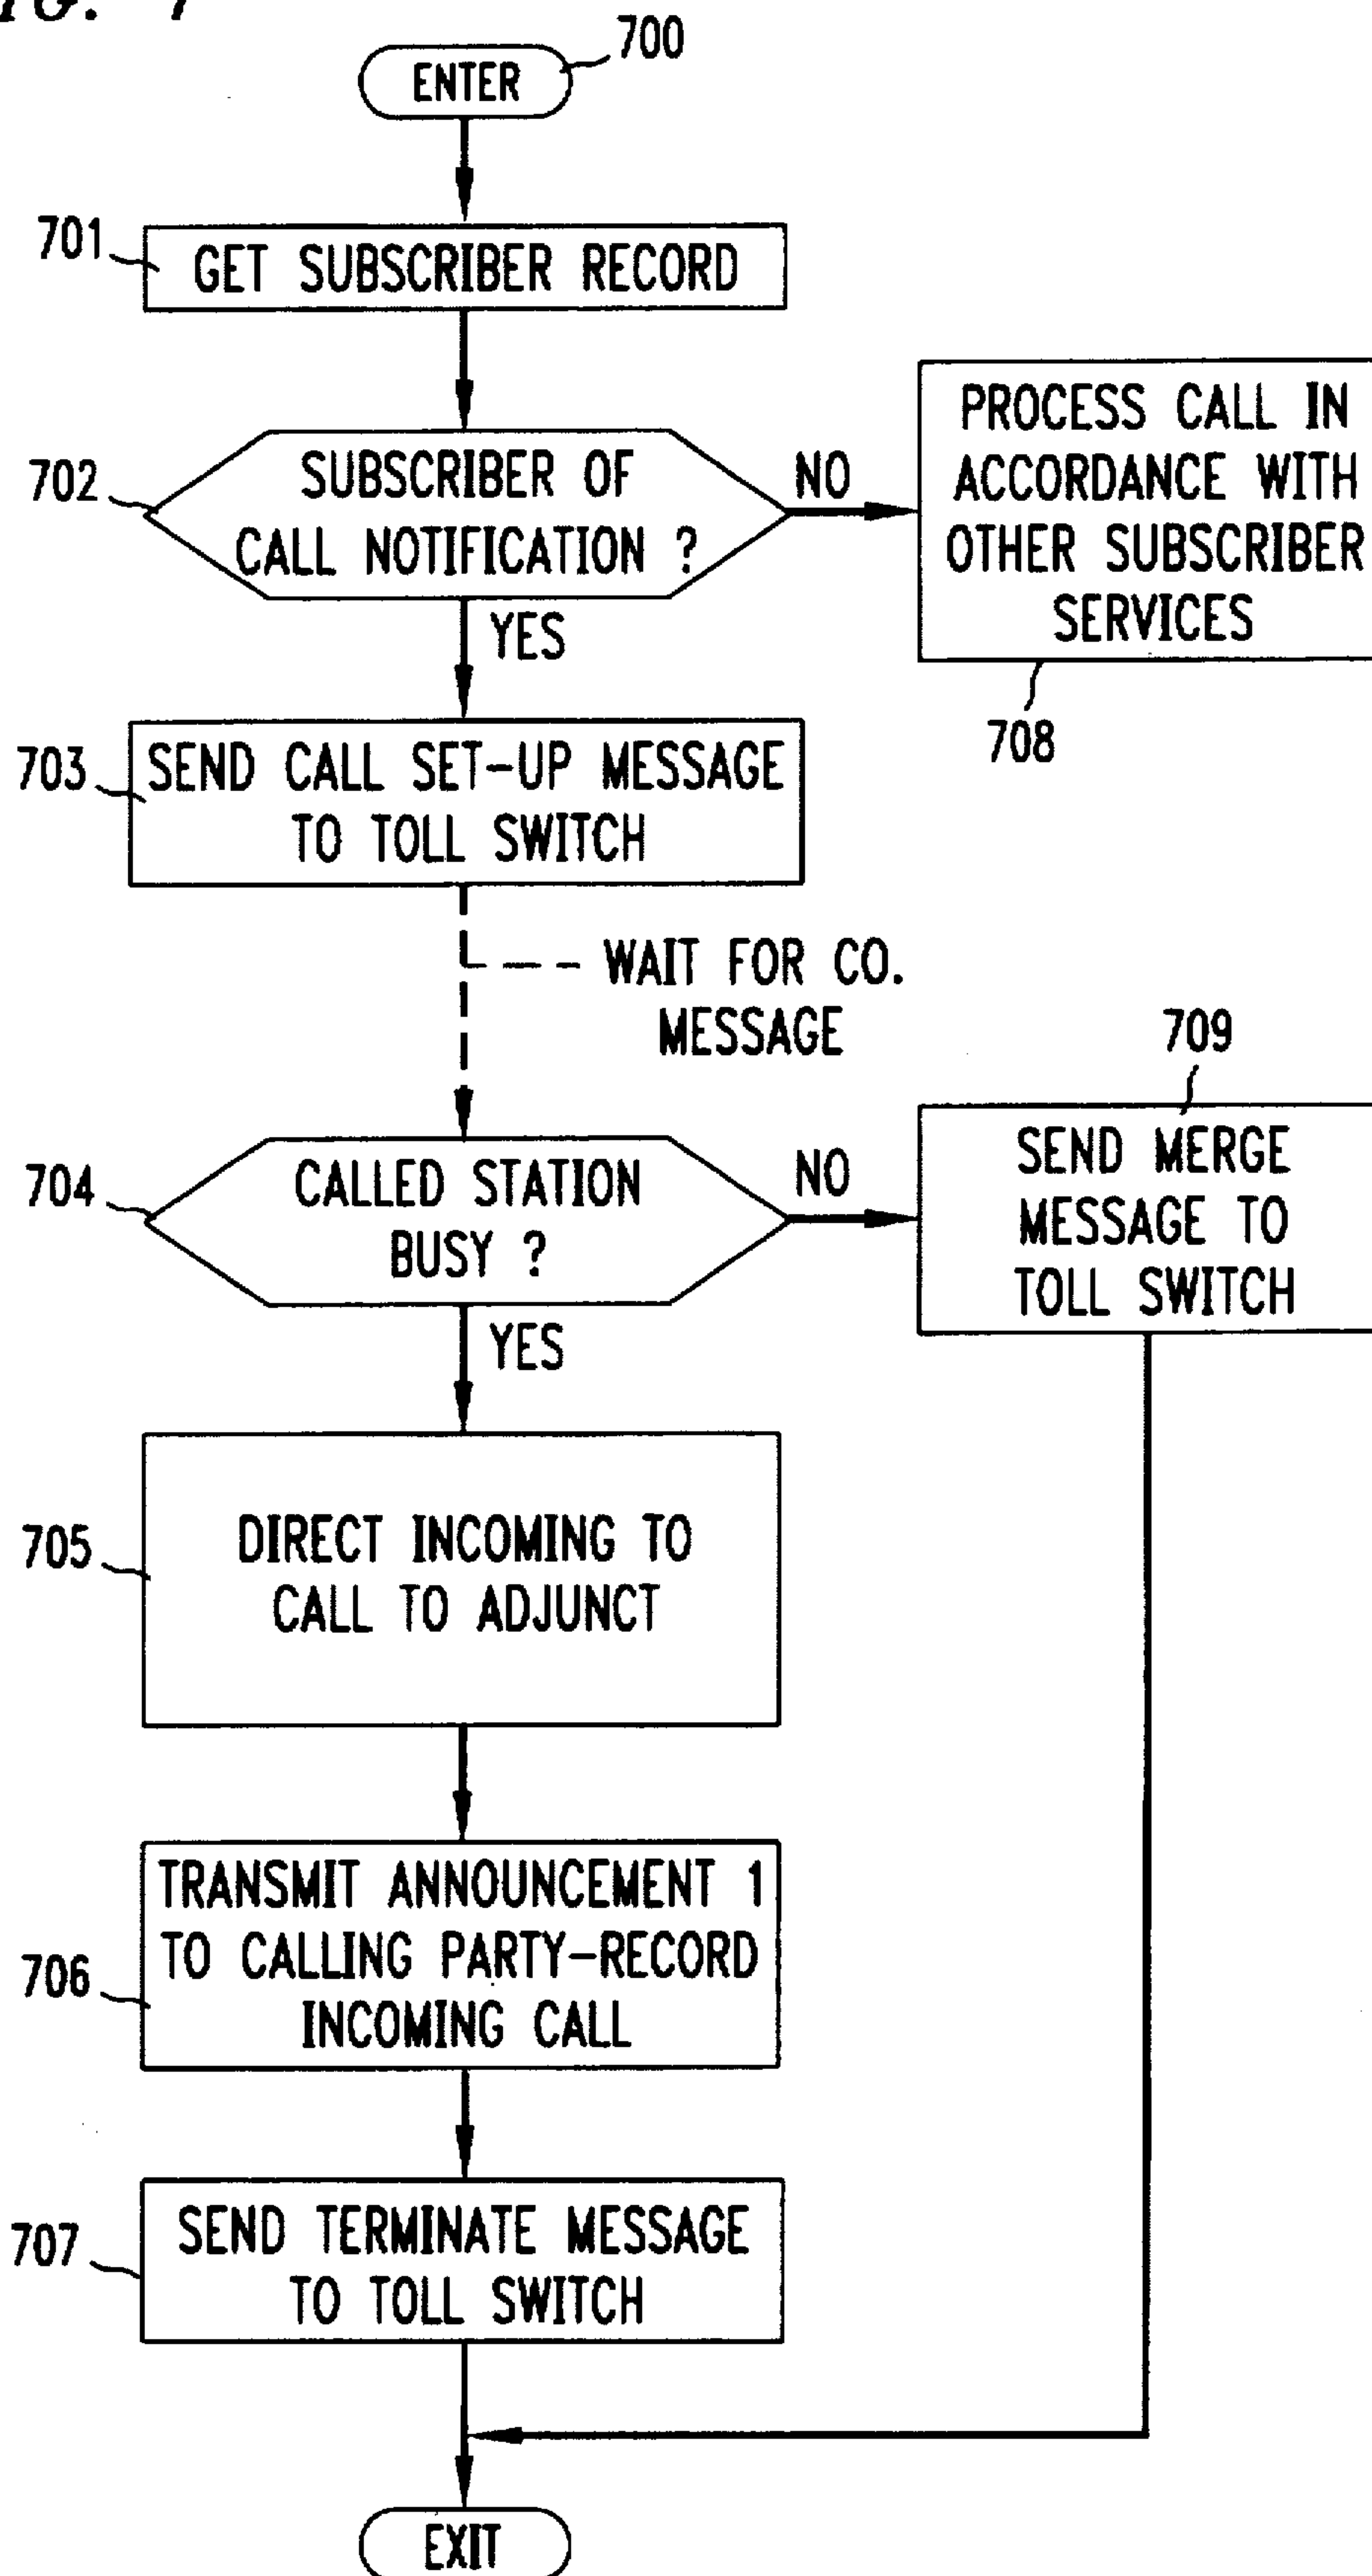 FIG. 7
700
ENTER
701
GET SUBSCRIBER RECORD
702
SUBSCRIBER OF
CALL NOTIFICATION ?
NO
PROCESS CALL IN
ACCORDANCE WITH
OTHER SUBSCRIBER
SERVICES
708
YES
703
SEND CALL SET-UP MESSAGE
TO TOLL SWITCH
WAIT FOR CO.
MESSAGE
704
CALLED STATION
BUSY ?
NO
709
SEND MERGE
MESSAGE TO
TOLL SWITCH
YES
705
DIRECT INCOMING TO
CALL TO ADJUNCT
706
TRANSMIT ANNOUNCEMENT 1
TO CALLING PARTY-RECORD
INCOMING CALL
707
SEND TERMINATE MESSAGE
TO TOLL SWITCH
EXIT